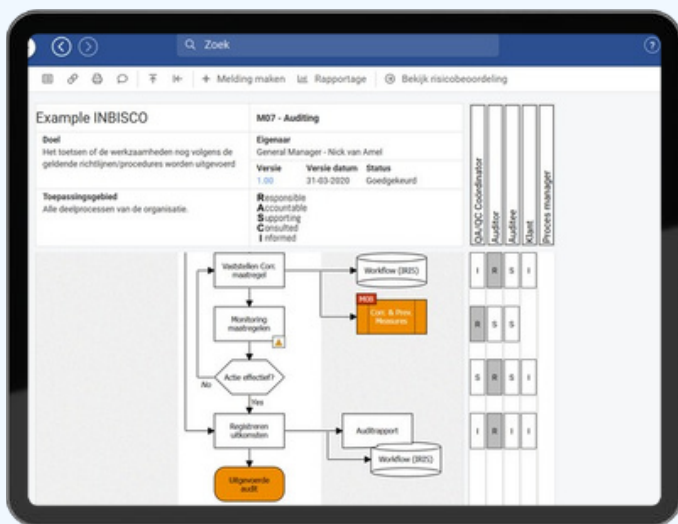 Zoek
?
+ Melding maken
Rapportage
Bekijk risicobeoordeling
Example INBISCO
M07 - Auditing
Doel
Het toetsen of de werkzaamheden nog volgens de
geldende richtlijnen/procedures worden uitgevoerd
Eigenaar
General Manager - Nick van Amel
Versie Versie datum Status
1.00 31-03-2020 Goedgekeurd
Toepassingsgebied
Alle deelprocessen van de organisatie.
Responsible
Accountable
Supporting
Consulted
Informed
QA/QC Coördinator
Auditor
Auditee
Klant
Proces manager
Vaststellen Corr.
maatregel
Workflow (IRIS)
I R S I
M08
Corr. & Prev.
Measures
Monitoring
maatregelen
R S S
Actie effectief?
No
S R S I
Yes
Registreren
uitkomsten
Auditrapport
I R I I
Workflow (IRIS)
Uitgevoerde
audit